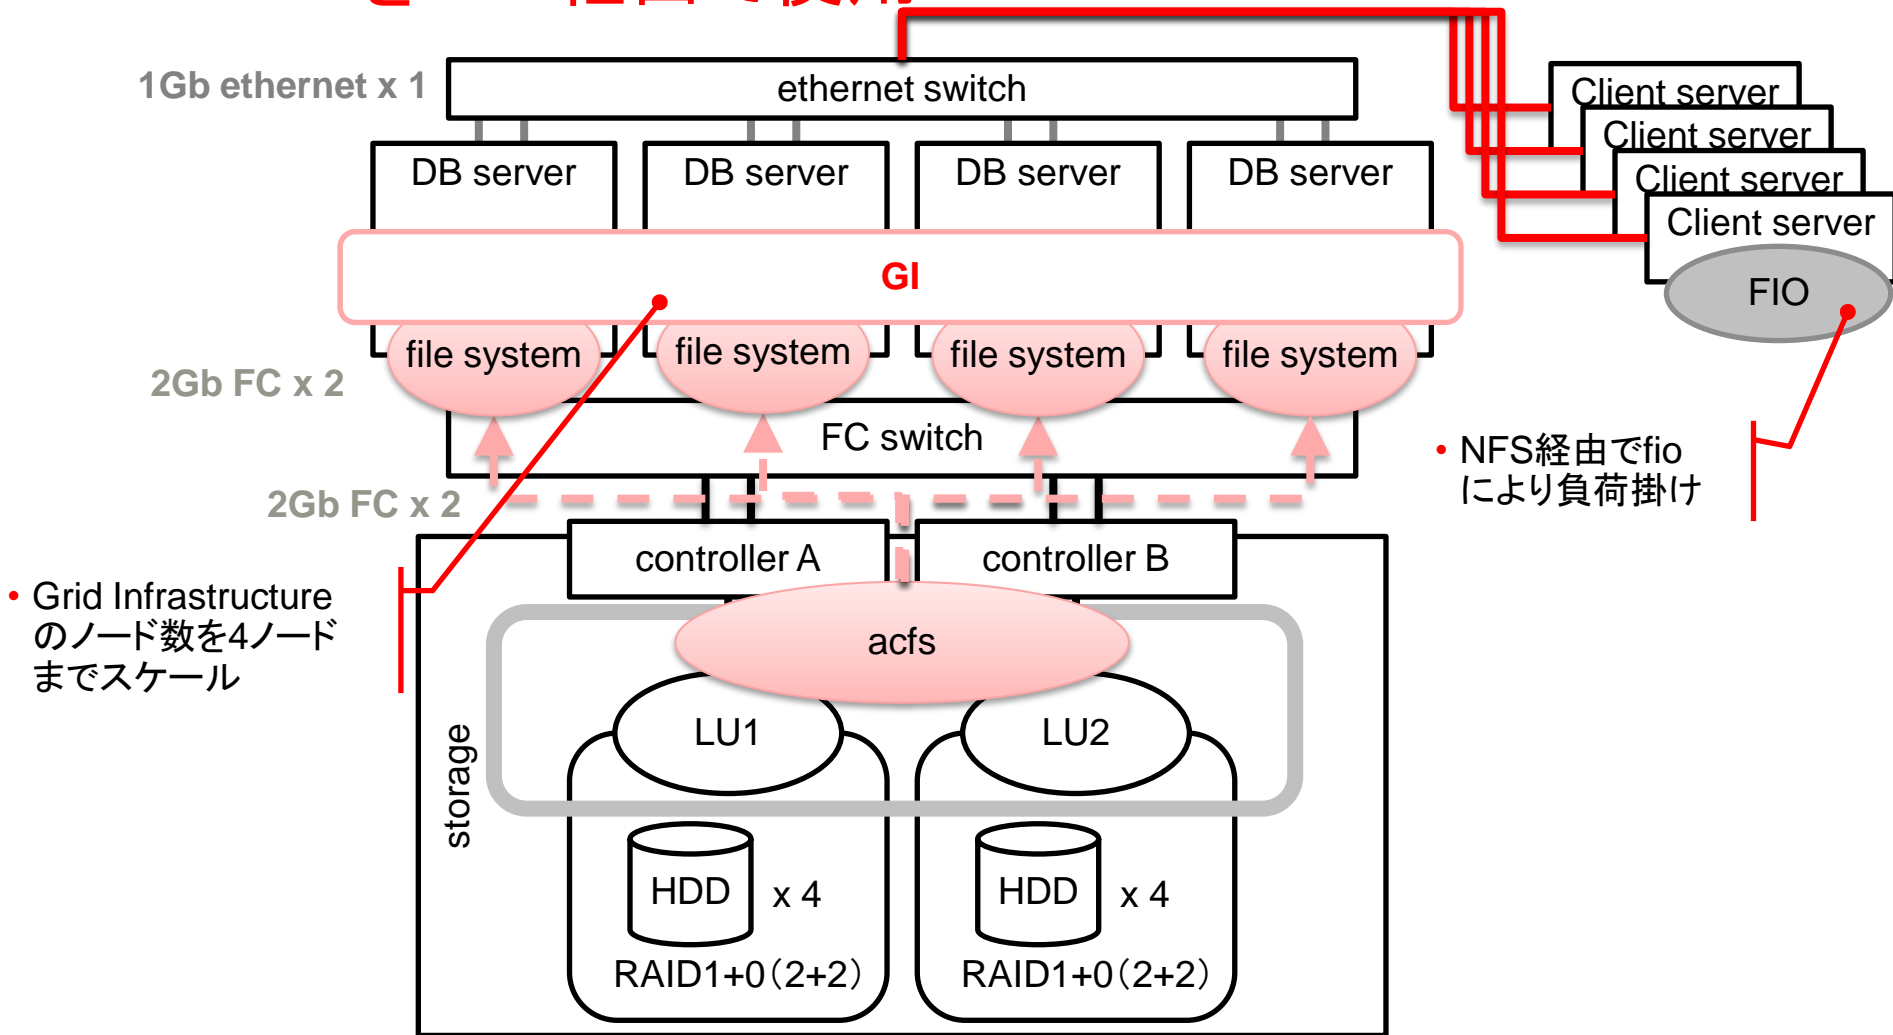 で使用
1Gb ethernet x 1
ethernet switch
Client server
Client server
Client server
Client server
FIO
DB server
DB server
DB server
DB server
GI
file system
file system
file system
file system
2Gb FC x 2
FC switch
2Gb FC x 2
• NFS経由でfio
により負荷掛け
controller A
controller B
• Grid Infrastructure
のノード数を4ノード
までスケール
acfs
storage
LU1
LU2
HDD
x 4
HDD
x 4
RAID1+0（2+2）
RAID1+0（2+2）